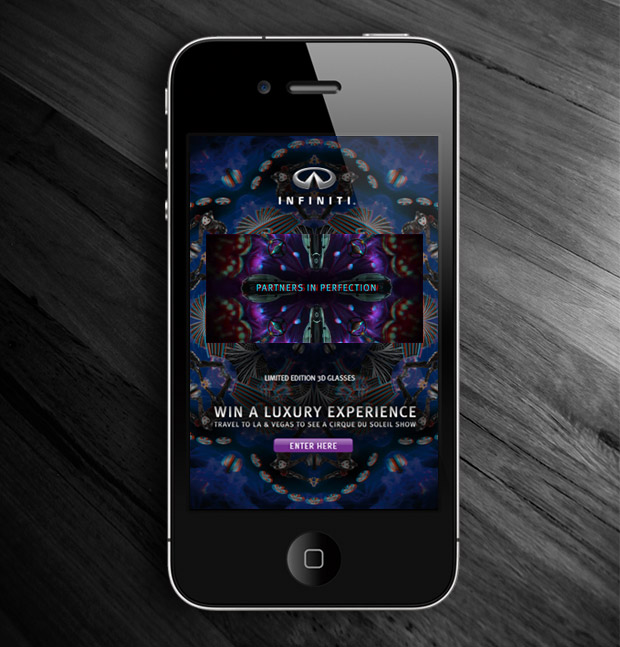 INFINITI.
PARTNERS IN PERFECTION
LIMITED EDITION 3D GLASSES
WIN A LUXURY EXPERIENCE
TRAVEL TO LA & VEGAS TO SEE A CIRQUE DU SOLEIL SHOW
ENTER HERE